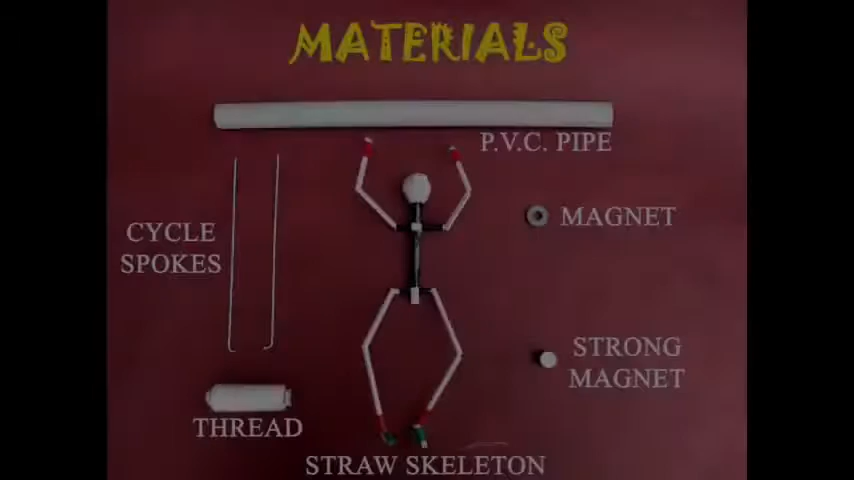 MATERIALS
P.V.C. PIPE
CYCLE
SPOKES
MAGNET
STRONG
MAGNET
THREAD
STRAW SKELETON